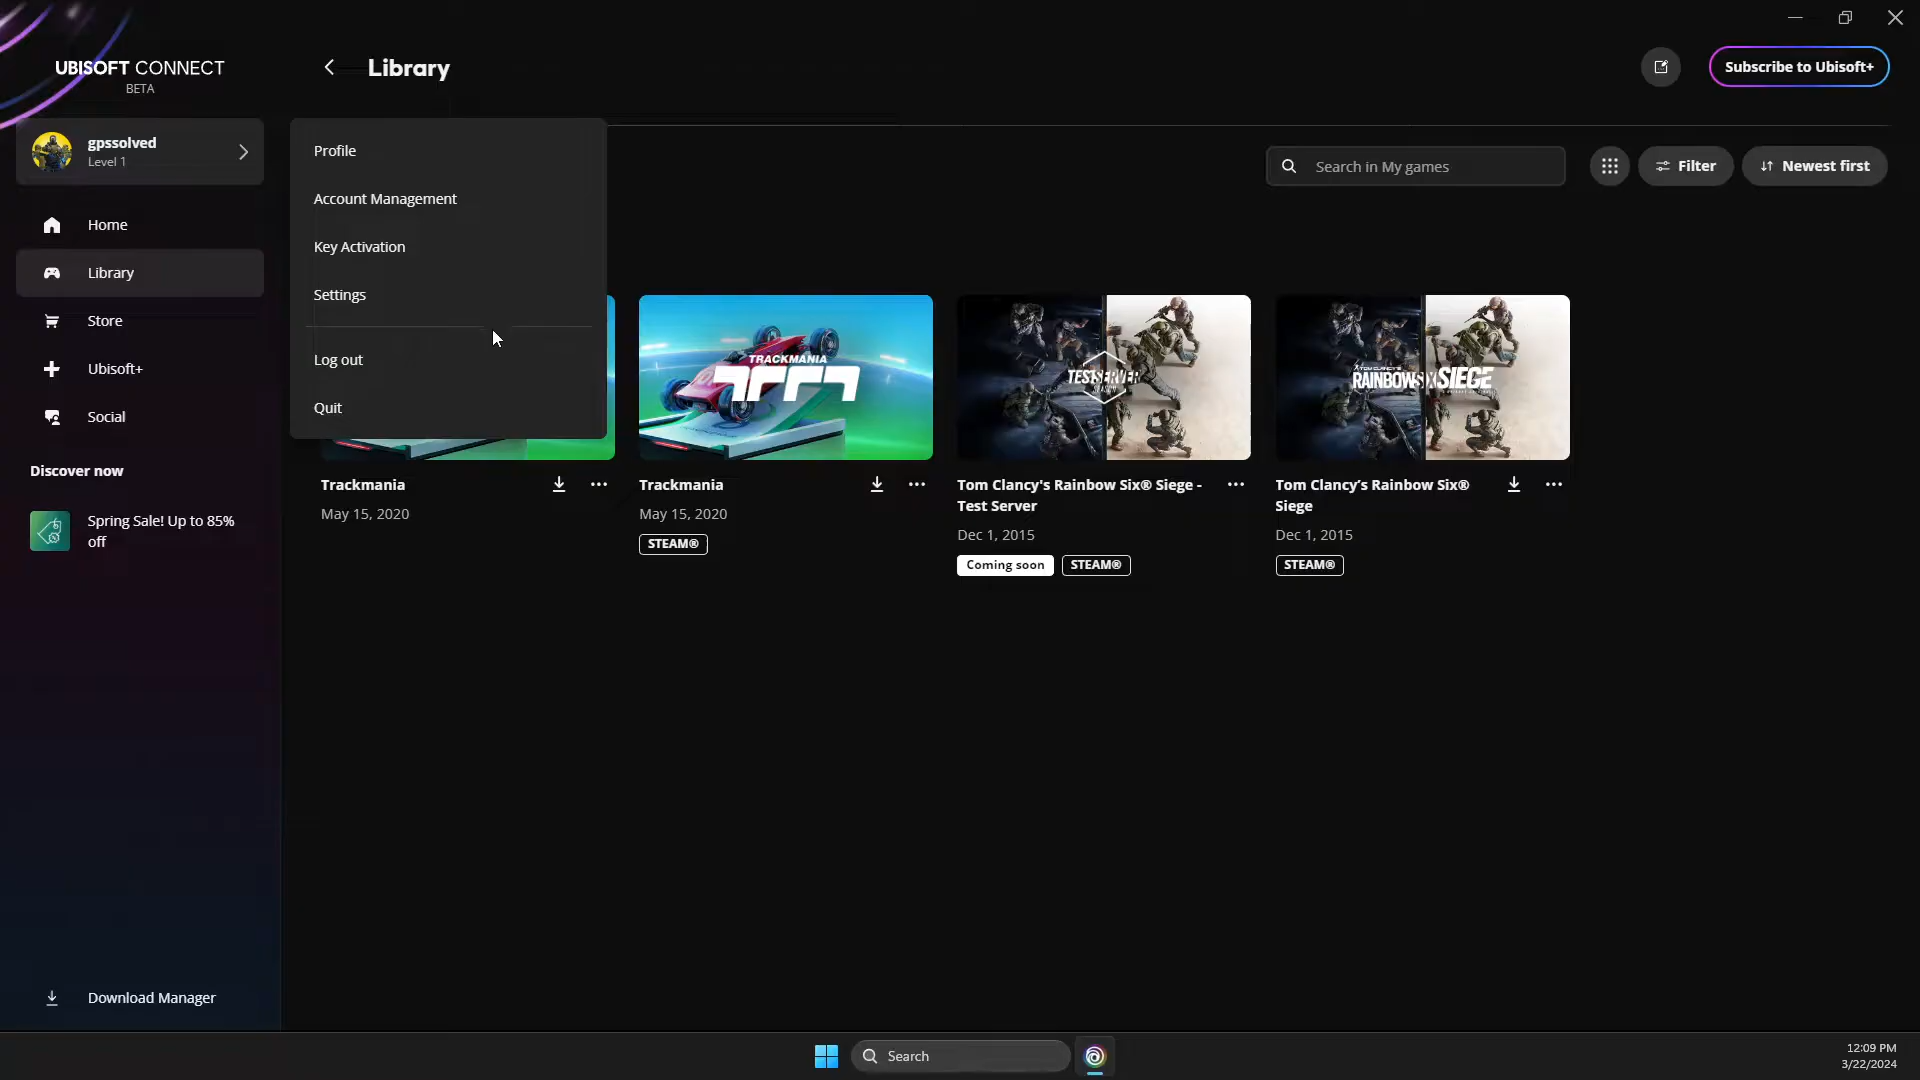 UBISOFT CONNECT
BETA
Library
Subscribe to Ubisoft+
gpssolved
Level 1
Home
Library
Store
Ubisoft+
Social
Discover now
Spring Sale! Up to 85%
off
Download Manager
Profile
Account Management
Key Activation
Settings
Log out
Quit
Search in My games
Filter
Newest first
TRACKMANIA
TEST SERVER
RAINBOW SIX SIEGE
Trackmania
May 15, 2020
Trackmania
May 15, 2020
STEAM®
Tom Clancy's Rainbow Six® Siege -
Test Server
Dec 1, 2015
Coming soon
STEAM®
Tom Clancy’s Rainbow Six®
Siege
Dec 1, 2015
STEAM®
Search
12:09 PM
3/22/2024